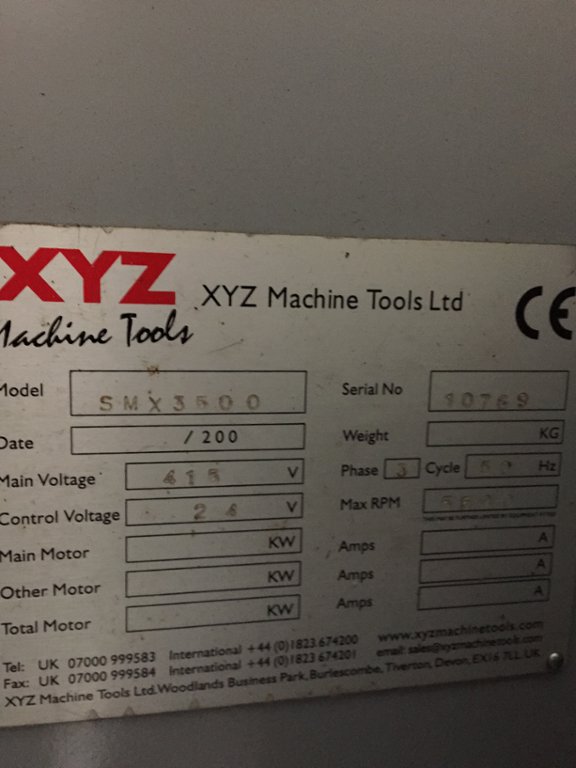 XYZ
Machine Tools
XYZ Machine Tools Ltd
CE
Model SMX3500
Serial No 10769
Date / 200
Weight KG
Main Voltage 415 V
Phase 3 Cycle 50 Hz
Control Voltage 24 V
Max RPM
Main Motor KW
Amps A
Other Motor KW
Amps A
Total Motor KW
Amps A
Tel: UK 07000 999583 International +44 (0)1823 674200 www.xyzmachinetools.com
Fax: UK 07000 999584 International +44 (0)1823 674201 email: sales@xyzmachinetools.com
XYZ Machine Tools Ltd. Woodlands Business Park, Burlescombe, Tiverton, Devon, EX16 7LL. UK